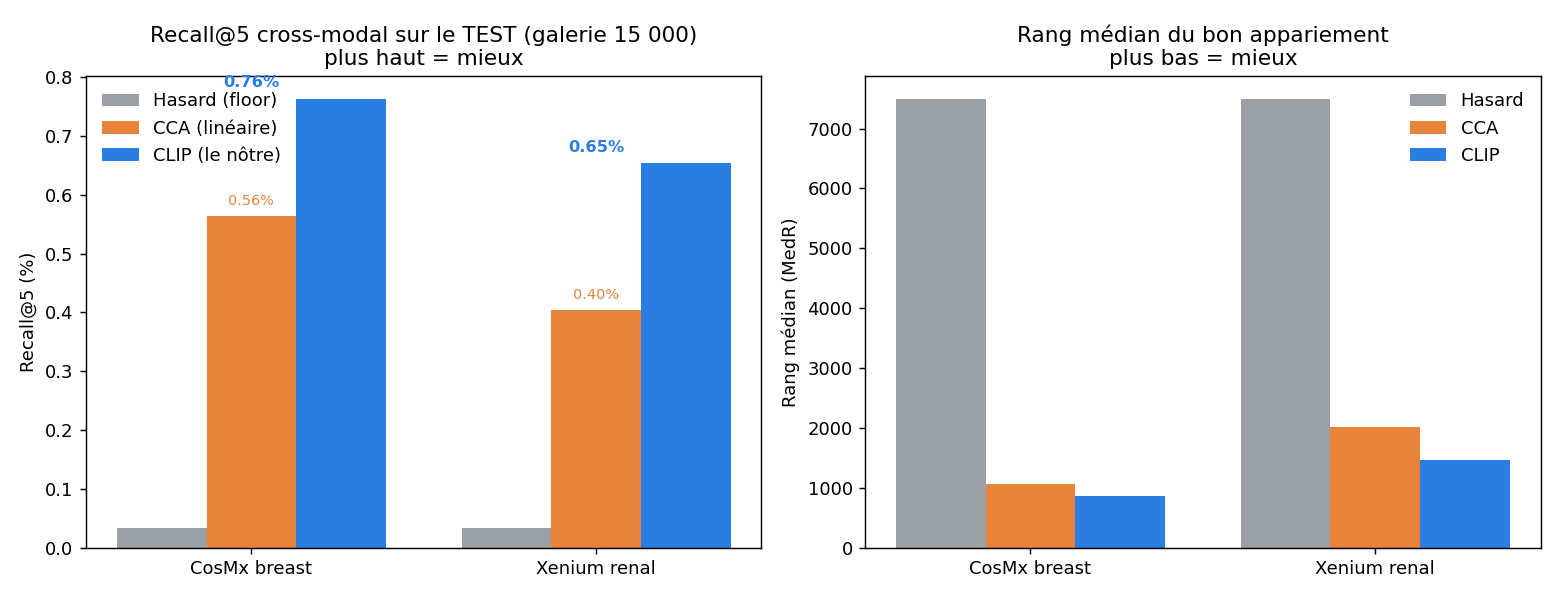 Recall@5 cross-modal sur le TEST (galerie 15 000)
plus haut = mieux
0.8
0.7
0.6
0.5
0.4
0.3
0.2
0.1
0.0
Recall@5 (%)
Hasard (floor)
CCA (linéaire)
CLIP (le nôtre)
0.76%
0.56%
0.65%
0.40%
CosMx breast
Xenium renal
Rang médian du bon appariement
plus bas = mieux
7000
6000
5000
4000
3000
2000
1000
0
Rang médian (MedR)
Hasard
CCA
CLIP
CosMx breast
Xenium renal